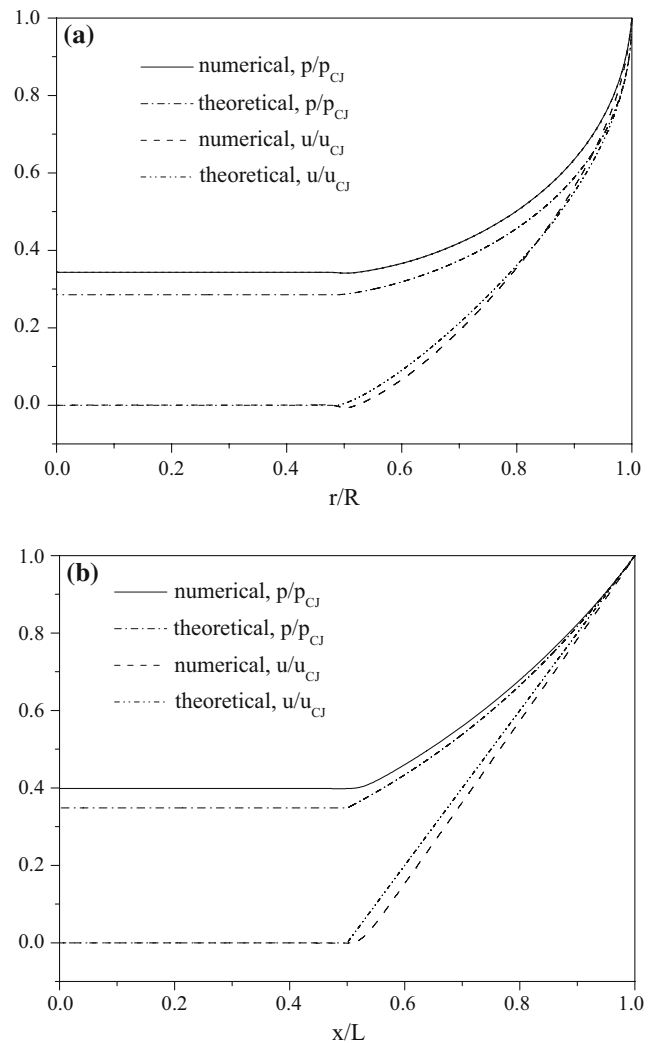 (a)
numerical, p/p_CJ
theoretical, p/p_CJ
numerical, u/u_CJ
theoretical, u/u_CJ
1.0
0.8
0.6
0.4
0.2
0.0
0.0 0.2 0.4 0.6 0.8 1.0
r/R
(b)
numerical, p/p_CJ
theoretical, p/p_CJ
numerical, u/u_CJ
theoretical, u/u_CJ
1.0
0.8
0.6
0.4
0.2
0.0
0.0 0.2 0.4 0.6 0.8 1.0
x/L